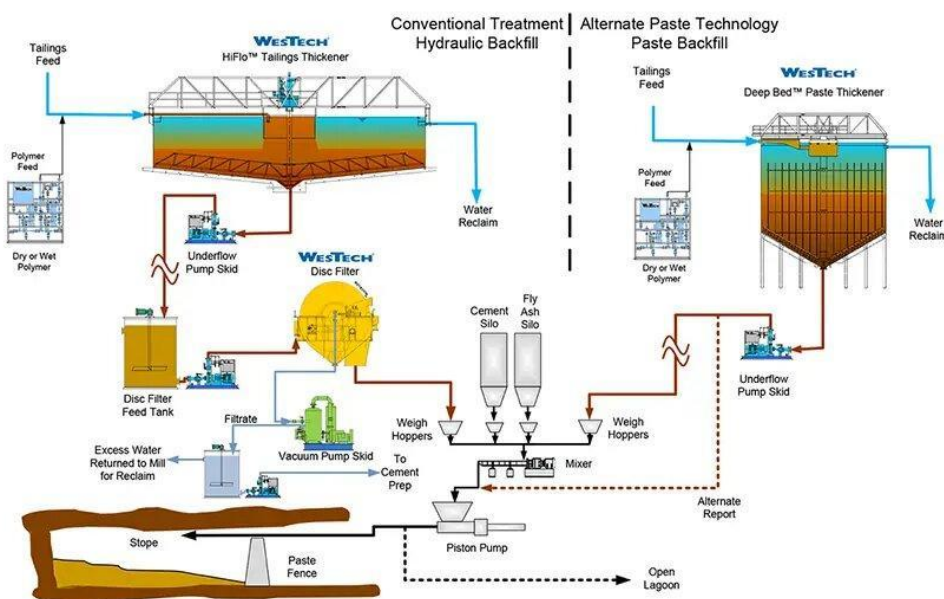 Conventional Treatment
Hydraulic Backfill
Alternate Paste Technology
Paste Backfill
WESTECH
HiFlo™ Tailings Thickener
Tailings
Feed
Polymer
Feed
Dry or Wet
Polymer
Water
Reclaim
Underflow
Pump Skid
WESTECH
Disc Filter
Disc Filter
Feed Tank
Filtrate
Vacuum Pump Skid
Excess Water
Returned to Mill
for Reclaim
To
Cement
Prep
Tailings
Feed
WESTECH
Deep Bed™ Paste Thickener
Polymer
Feed
Dry or Wet
Polymer
Water
Reclaim
Underflow
Pump Skid
Cement
Silo
Fly
Ash
Silo
Weigh
Hoppers
Weigh
Hoppers
Mixer
Alternate
Report
Piston Pump
Stope
Paste
Fence
Open
Lagoon